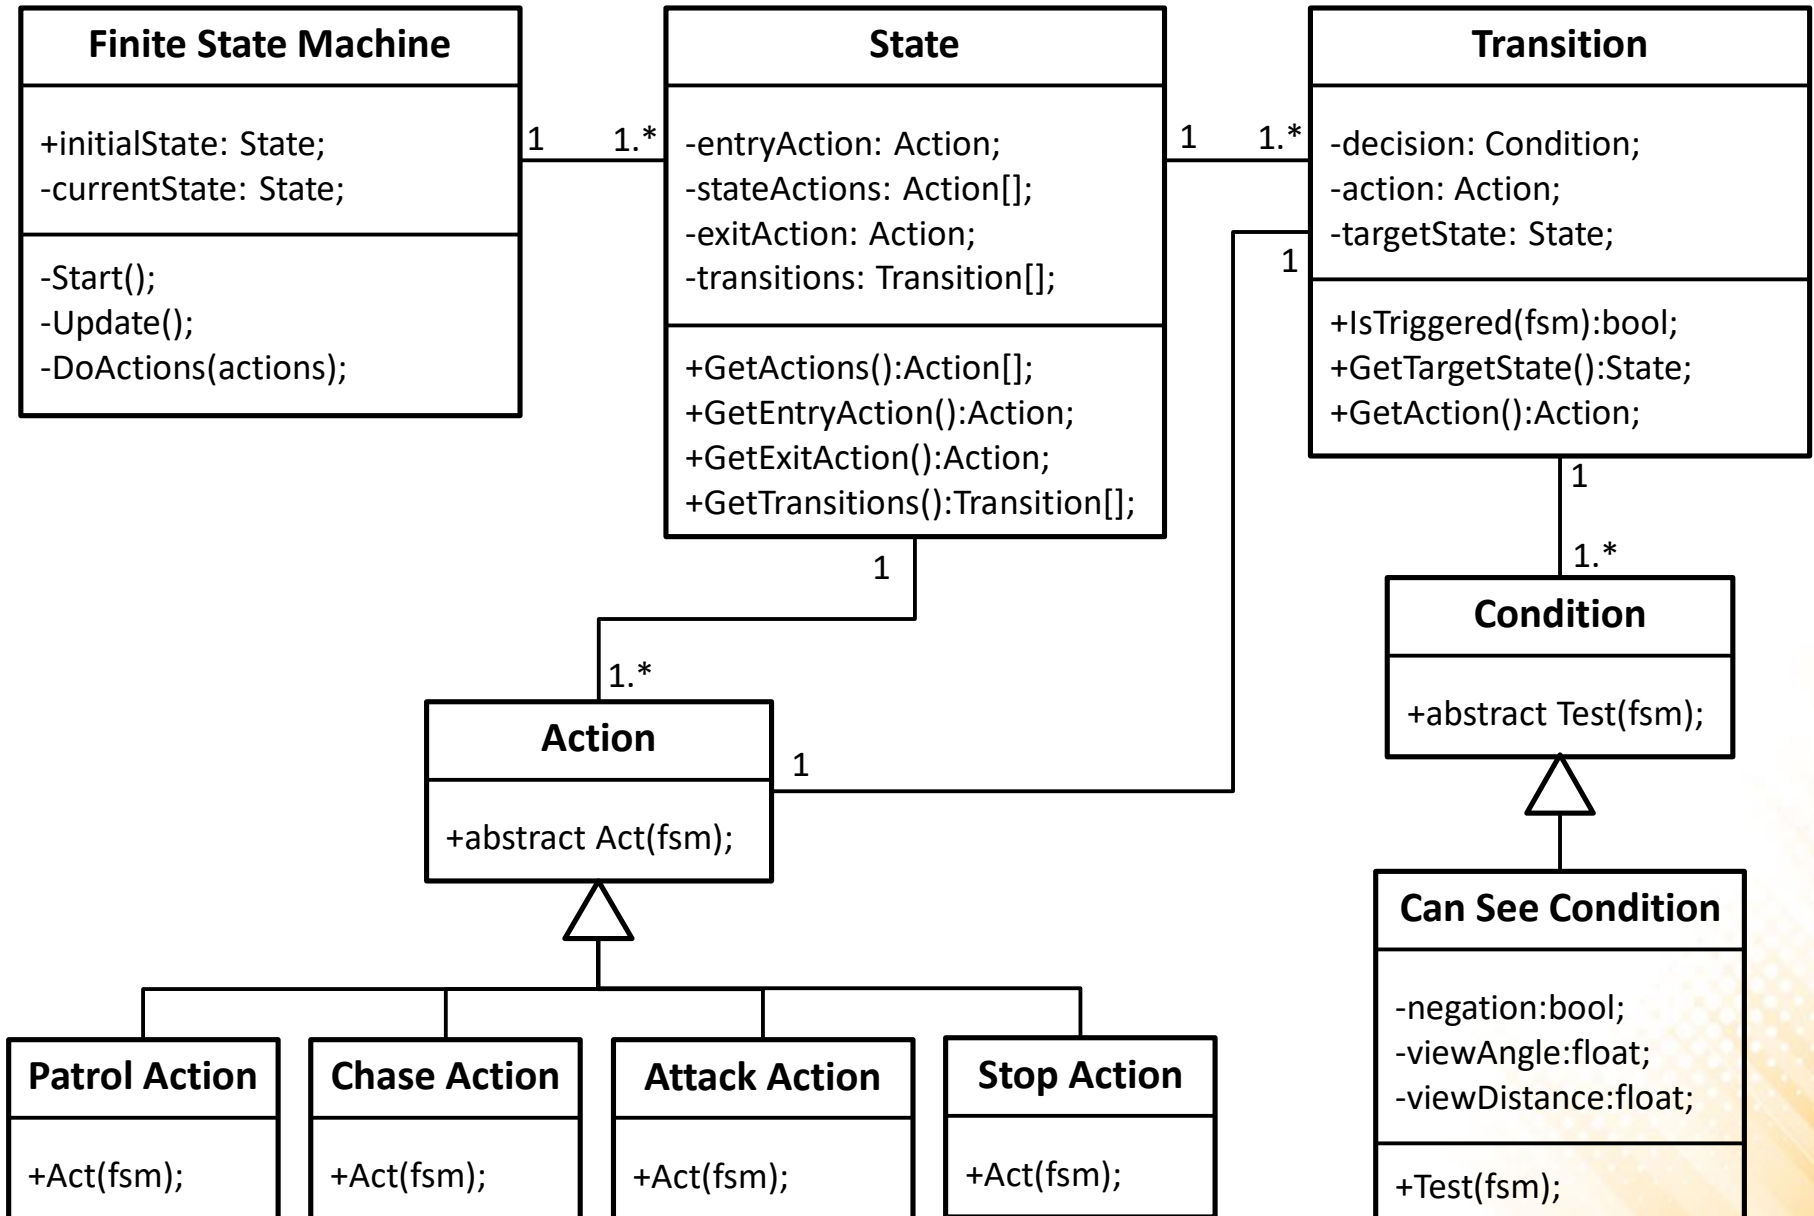 Finite State Machine
+initialState: State;
-currentState: State;
-Start();
-Update();
-DoActions(actions);
1
1.*
State
-entryAction: Action;
-stateActions: Action[];
-exitAction: Action;
-transitions: Transition[];
+GetActions():Action[];
+GetEntryAction():Action;
+GetExitAction():Action;
+GetTransitions():Transition[];
1
1.*
Transition
-decision: Condition;
-action: Action;
-targetState: State;
+IsTriggered(fsm):bool;
+GetTargetState():State;
+GetAction():Action;
1
1
1.*
Condition
+abstract Test(fsm);
1
1.*
Action
+abstract Act(fsm);
1
Can See Condition
-negation:bool;
-viewAngle:float;
-viewDistance:float;
+Test(fsm);
Patrol Action
+Act(fsm);
Chase Action
+Act(fsm);
Attack Action
+Act(fsm);
Stop Action
+Act(fsm);